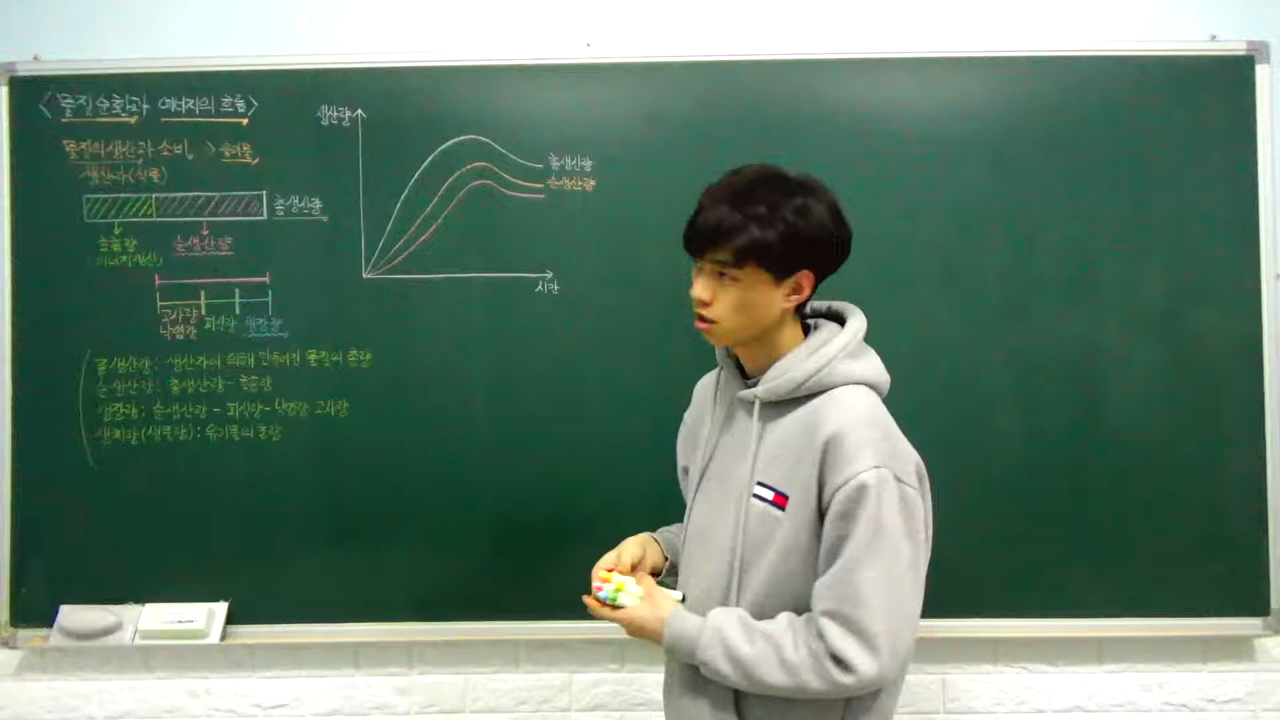 <물질순환과 에너지의 흐름>
물질의 생산과 소비. > 유기물
생산자(식물)
총생산량
호흡량 순생산량
고사량
낙엽량 피식량 생장량
총생산량: 생산자에 의해 만들어진 물질의 총량
순생산량: 총생산량 - 호흡량
생장량: 순생산량 - 피식량 - 낙엽량 고사량
생체량(생물량): 유기물의 총량
생산량
총생산량
순생산량
시간